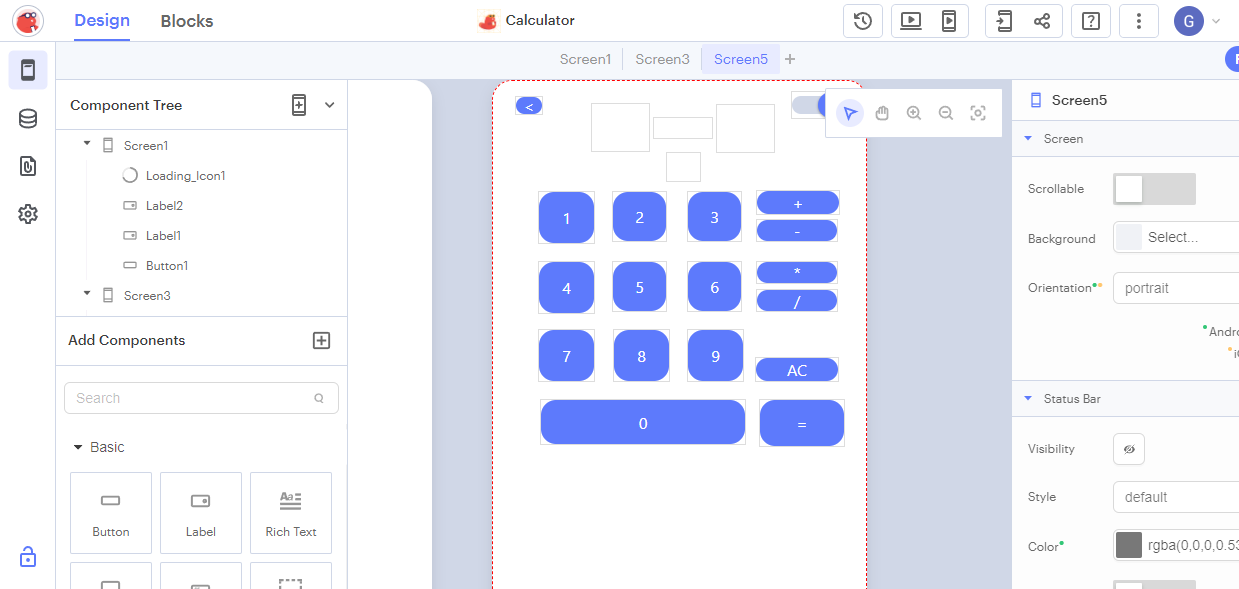 Design
Blocks
Calculator
G
Screen1
Screen3
Screen5
+
Component Tree
Screen1
Loading_Icon1
Label2
Label1
Button1
Screen3
Add Components
Search
Basic
Button
Label
Rich Text
<
1
2
3
+
-
4
5
6
*
/
7
8
9
AC
0
=
Screen5
Screen
Scrollable
Background
Select...
Orientation
portrait
Status Bar
Visibility
Style
default
Color
rgba(0,0,0,0.53